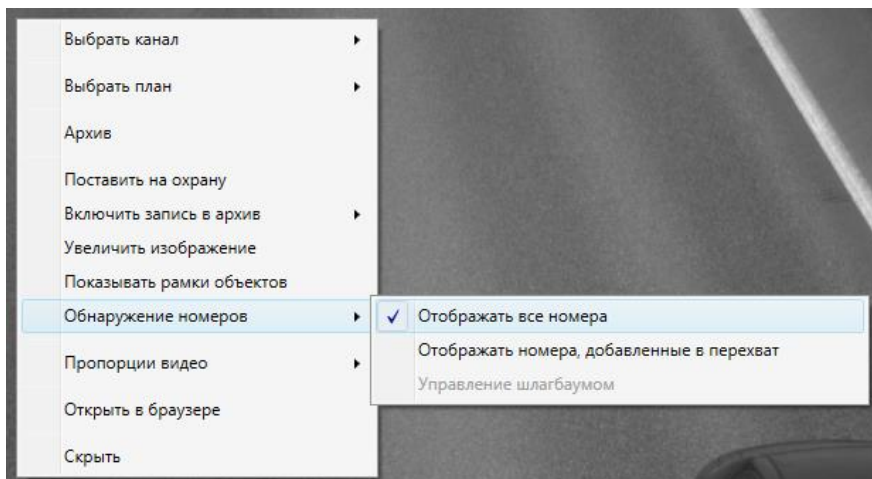 Выбрать канал
Выбрать план
Архив
Поставить на охрану
Включить запись в архив
Увеличить изображение
Показывать рамки объектов
Обнаружение номеров
Отображать все номера
Отображать номера, добавленные в перехват
Управление шлагбаумом
Пропорции видео
Открыть в браузере
Скрыть